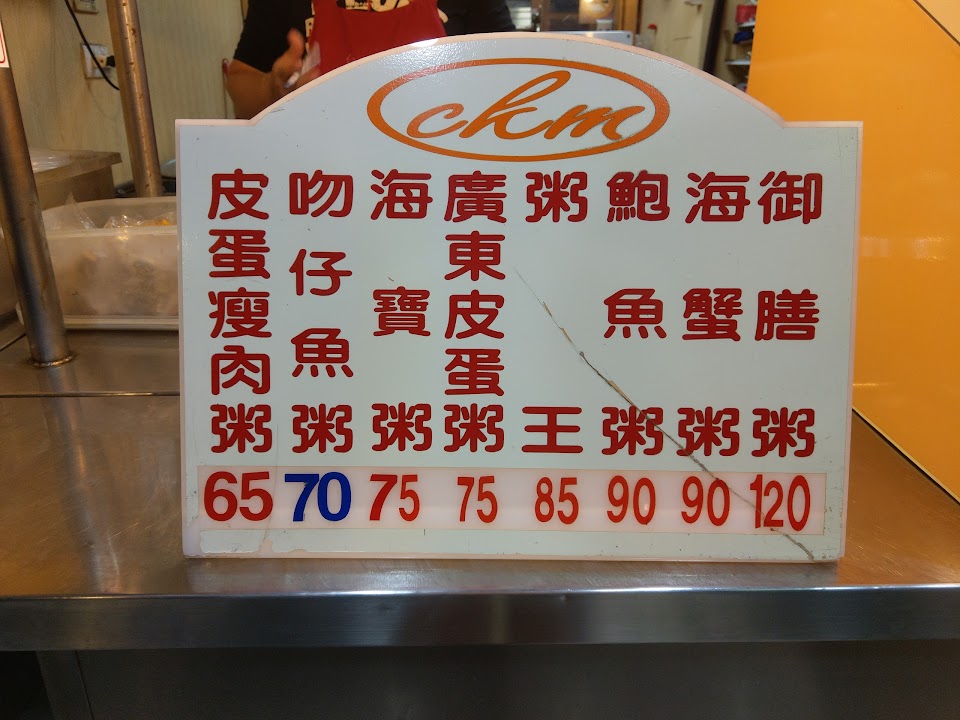 ckm
皮蛋瘦肉粥
吻仔魚粥
海寶粥
廣東皮蛋粥
粥王
鮑魚粥
海蟹粥
御膳粥
65 70 75 75 85 90 90 120